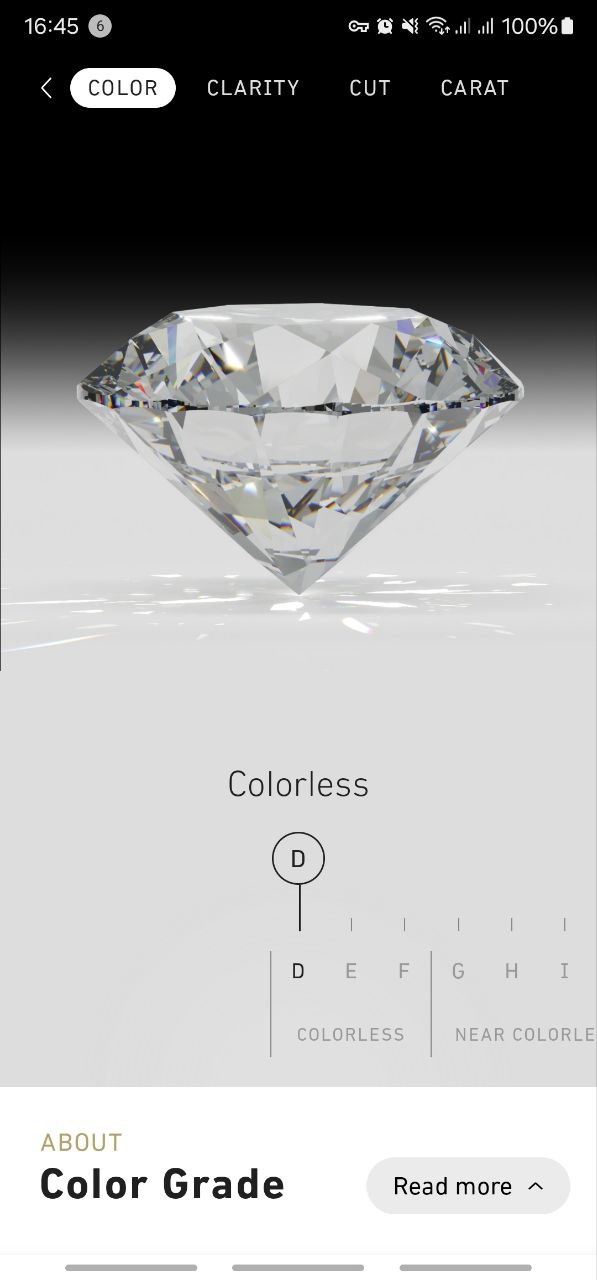 16:45 6 100%
COLOR CLARITY CUT CARAT
Colorless
D
D E F G H I
COLORLESS NEAR COLORLE
ABOUT
Color Grade
Read more